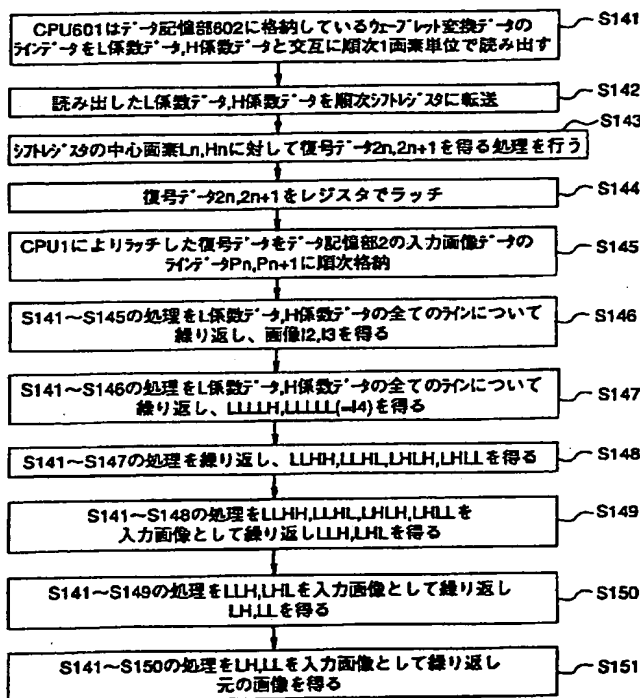 CPU601はデータ記憶部602に格納しているウェーブレット変換データの
ラインデータをL係数データ,H係数データと交互に順次1画素単位で読み出す
S141
読み出したL係数データ,H係数データを順次シフトレジスタに転送
S142
シフトレジスタの中心画素Ln,Hnに対して復号データ2n,2n+1を得る処理を行う
S143
復号データ2n,2n+1をレジスタでラッチ
S144
CPU1によりラッチした復号データをデータ記憶部2の入力画像データの
ラインデータPn,Pn+1に順次格納
S145
S141〜S145の処理をL係数データ,H係数データの全てのラインについて
繰り返し、画像I2,I3を得る
S146
S141〜S146の処理をL係数データ,H係数データの全てのラインについて
繰り返し、LLLLH,LLLLL(=I4)を得る
S147
S141〜S147の処理を繰り返し、LLHH,LLHL,LHLH,LHLLを得る
S148
S141〜S148の処理をLLHH,LLHL,LHLH,LHLLを
入力画像として繰り返しLLH,LHLを得る
S149
S141〜S149の処理をLLH,LHLを入力画像として繰り返し
LH,LLを得る
S150
S141〜S150の処理をLH,LLを入力画像として繰り返し
元の画像を得る
S151